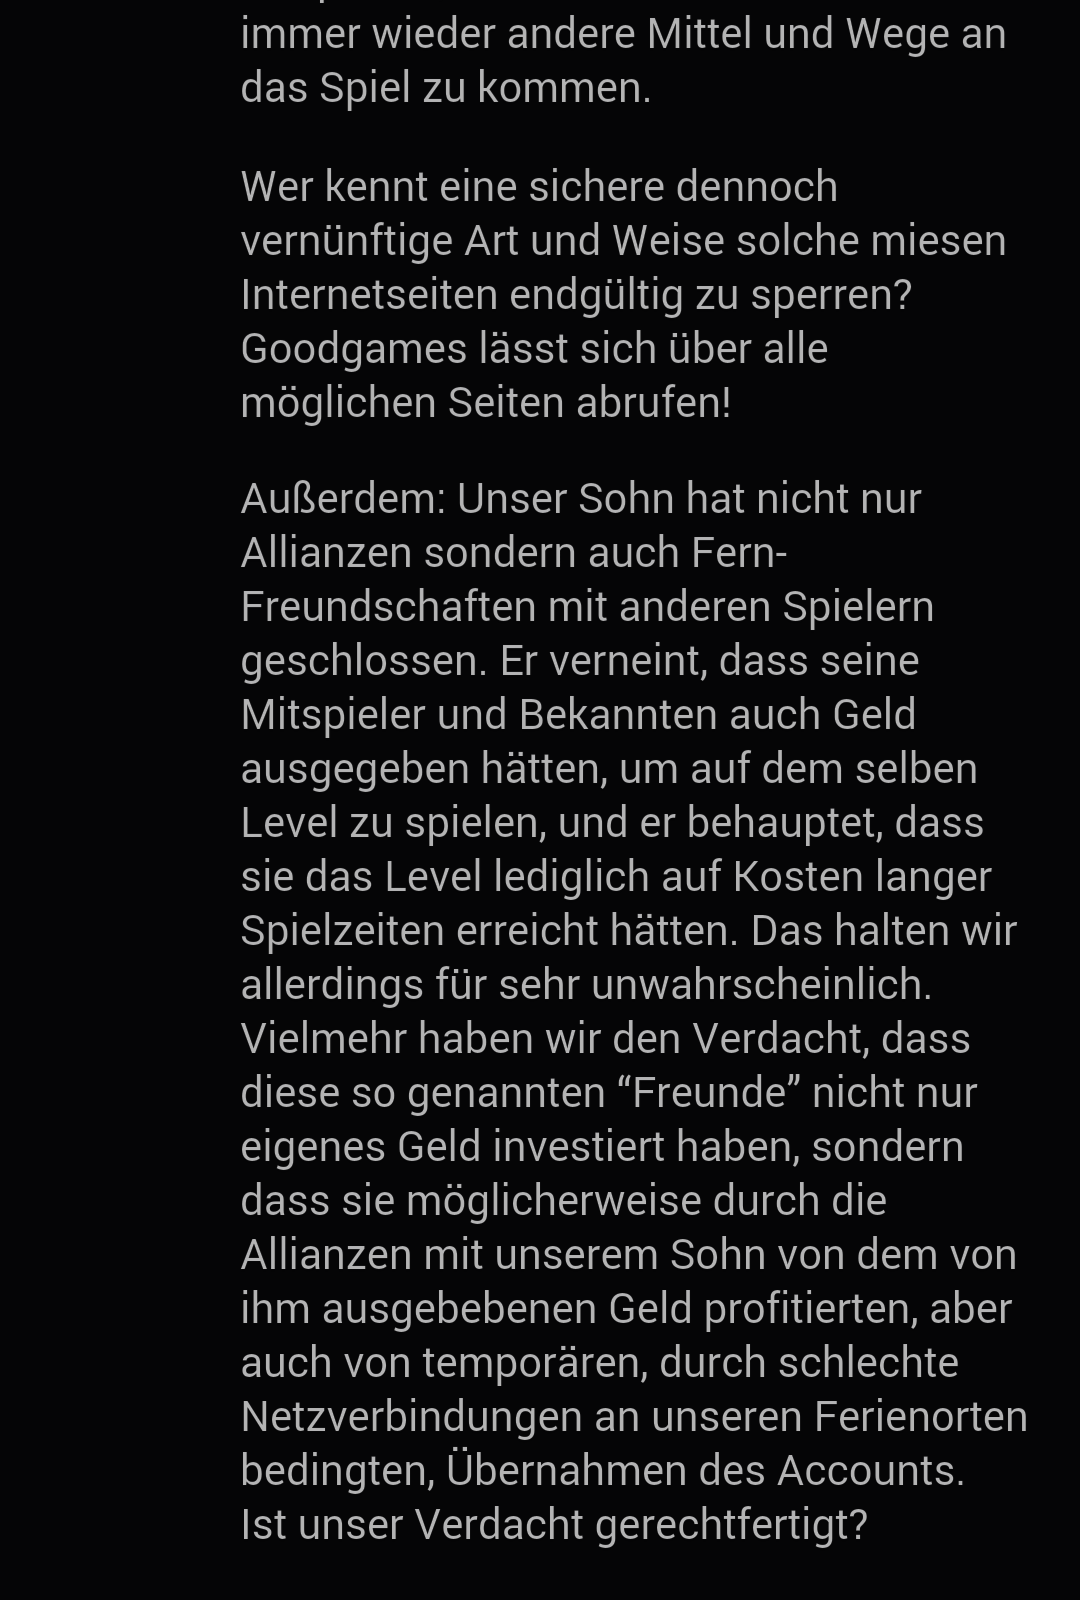 immer wieder andere Mittel und Wege an
das Spiel zu kommen.
Wer kennt eine sichere dennoch
vernünftige Art und Weise solche miesen
Internetseiten endgültig zu sperren?
Goodgames lässt sich über alle
möglichen Seiten abrufen!
Außerdem: Unser Sohn hat nicht nur
Allianzen sondern auch Fern-
Freundschaften mit anderen Spielern
geschlossen. Er verneint, dass seine
Mitspieler und Bekannten auch Geld
ausgegeben hätten, um auf dem selben
Level zu spielen, und er behauptet, dass
sie das Level lediglich auf Kosten langer
Spielzeiten erreicht hätten. Das halten wir
allerdings für sehr unwahrscheinlich.
Vielmehr haben wir den Verdacht, dass
diese so genannten “Freunde” nicht nur
eigenes Geld investiert haben, sondern
dass sie möglicherweise durch die
Allianzen mit unserem Sohn von dem von
ihm ausgebebenen Geld profitierten, aber
auch von temporären, durch schlechte
Netzverbindungen an unseren Ferienorten
bedingten, Übernahmen des Accounts.
Ist unser Verdacht gerechtfertigt?